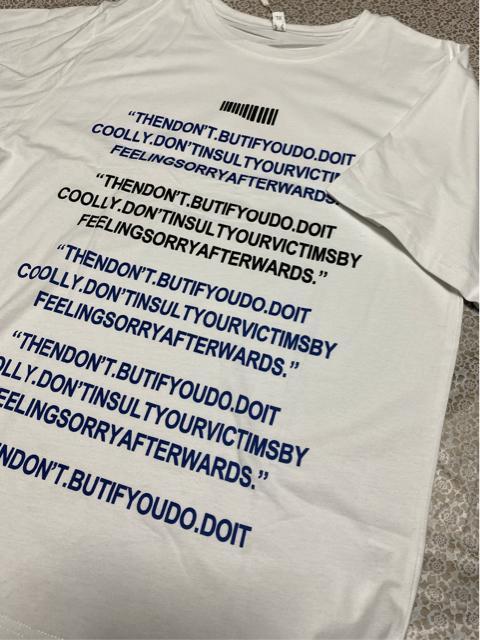 “THENDON’T.BUTIFYOUDO.DOIT
COOLLY.DON’TINSULTYOURVICTI
FEELINGSORRYAFTERWARDS.
“THENDON’T.BUTIFYOUDO.DOIT
COOLLY.DON’TINSULTYOURVICTIMSBY
FEELINGSORRYAFTERWARDS.”
“THENDON’T.BUTIFYOUDO.DOIT
COOLLY.DON’TINSULTYOURVICTIMSBY
FEELINGSORRYAFTERWARDS.”
“THENDON’T.BUTIFYOUDO.DOIT
OLLY.DON’TINSULTYOURVICTIMSBY
EELINGSORRYAFTERWARDS.”
NDON’T.BUTIFYOUDO.DOIT